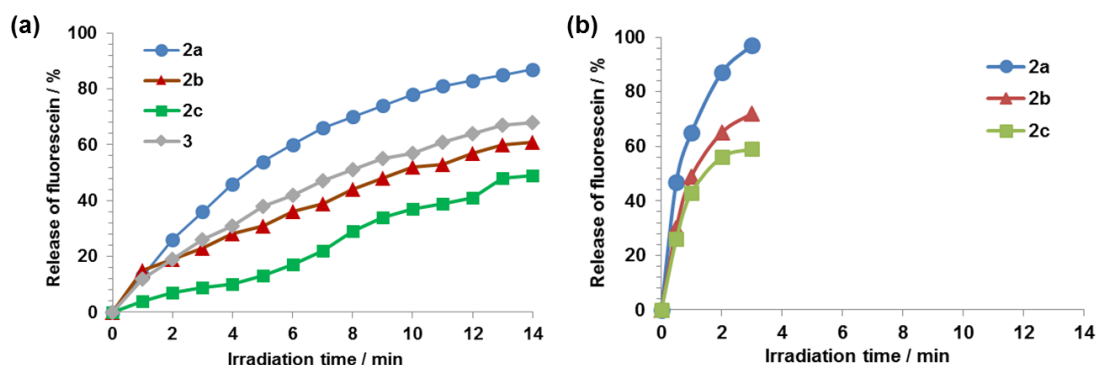 (a)
Release of fluorescein / %
100
80
60
40
20
0
2a
2b
2c
3
0 2 4 6 8 10 12 14
Irradiation time / min
(b)
Release of fluorescein / %
100
80
60
40
20
0
2a
2b
2c
0 2 4 6 8 10 12 14
Irradiation time / min